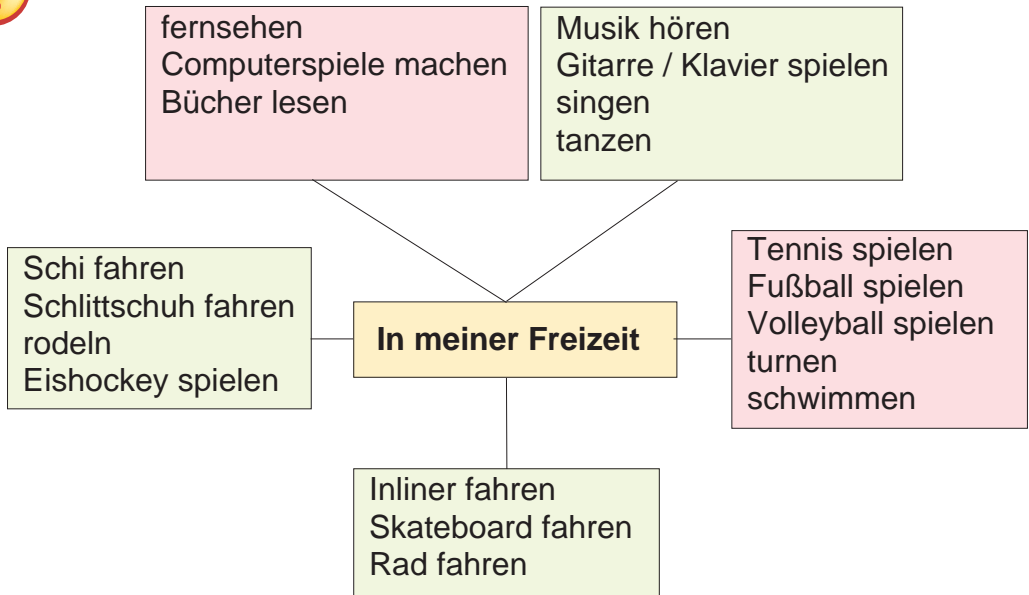 fernsehen
Computerspiele machen
Bücher lesen
Musik hören
Gitarre / Klavier spielen
singen
tanzen
Schi fahren
Schlittschuh fahren
rodeln
Eishockey spielen
In meiner Freizeit
Tennis spielen
Fußball spielen
Volleyball spielen
turnen
schwimmen
Inliner fahren
Skateboard fahren
Rad fahren